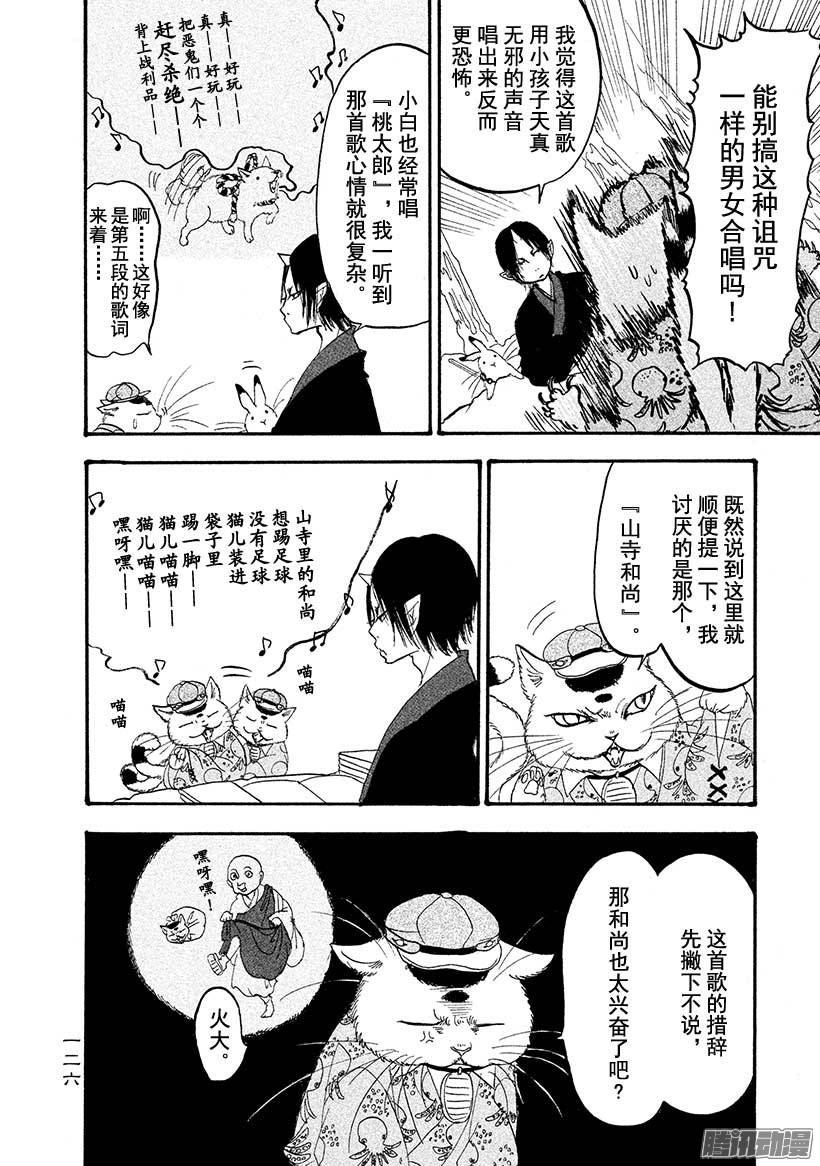 能别搞这种诅咒
一样的男女合唱吗！
我觉得这首歌
用小孩子天真
无邪的声音
唱出来反而
更恐怖。
小白也经常唱
『桃太郎』，我一听到
那首歌心情就很复杂。
真——好玩——
真——好玩——
把恶鬼们一个个
赶尽杀绝——
背上战利品——
啊……这好像
是第五段的歌词
来着……
既然说到这里就
顺便提一下，我
讨厌的是那个，
『山寺和尚』。
山寺里的和尚
想踢足球
没有足球
猫儿装进
袋子里
踢一脚——
猫儿喵喵——
猫儿喵喵——
嘿呀嘿——
喵喵
喵喵
这首歌的措辞
先撇下不说，
那和尚也太兴奋了吧？
嘿呀嘿！
火大。
一二六
腾讯动漫